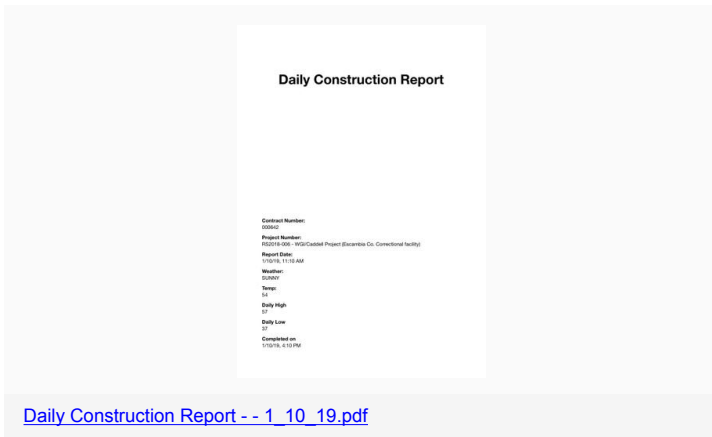 Daily Construction Report
Contract Number:
000642
Project Number:
RS2018-006 - WGI/Caddell Project (Escambia Co. Correctional facility)
Report Date:
1/10/19, 11:10 AM
Weather:
SUNNY
Temp:
54
Daily High
57
Daily Low
37
Completed on
1/10/19, 4:10 PM
Daily Construction Report - - 1_10_19.pdf